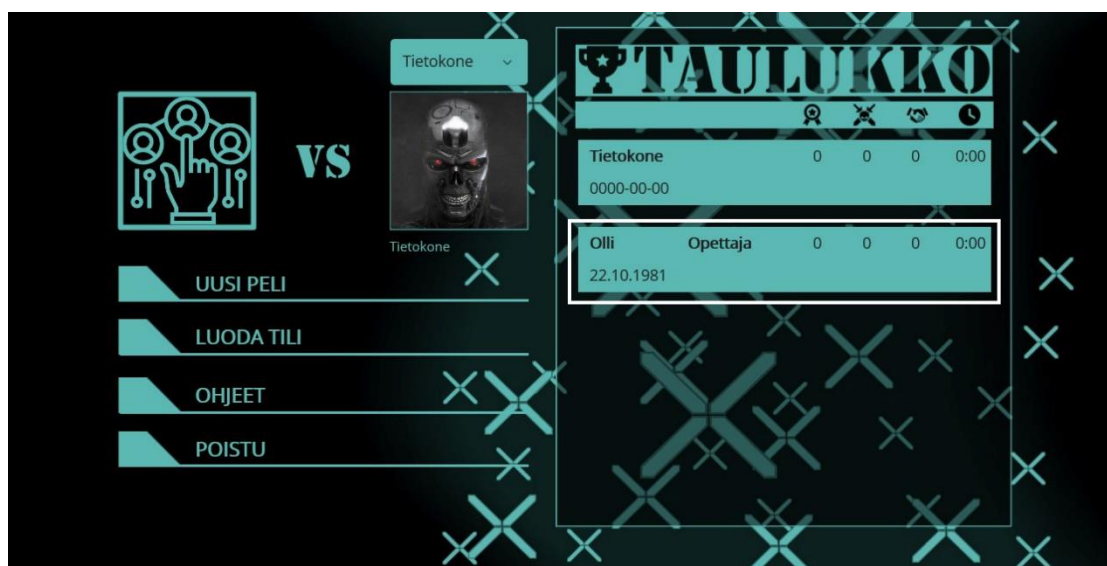 Tietokone
VS
Tietokone
UUSI PELI
LUODA TILI
OHJEET
POISTU
TAULUKKO
Tietokone 0 0 0 0:00
0000-00-00
Olli Opettaja 0 0 0 0:00
22.10.1981